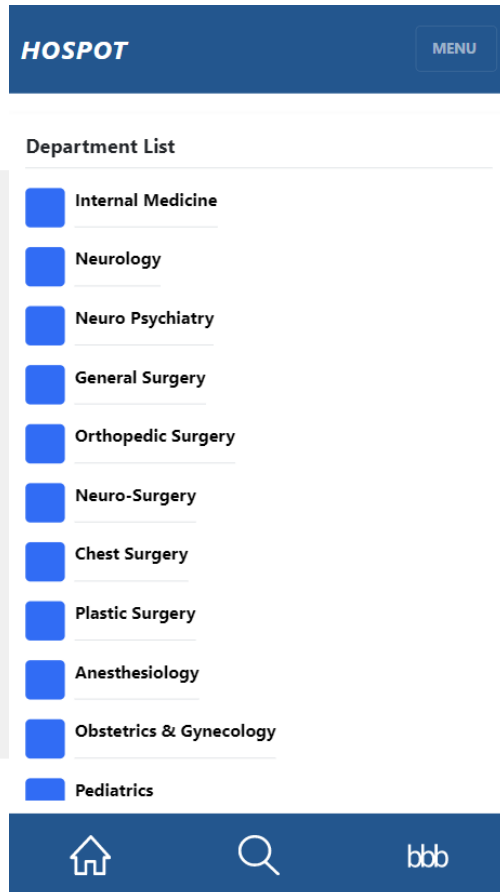 HOSPOT
MENU
Department List
Internal Medicine
Neurology
Neuro Psychiatry
General Surgery
Orthopedic Surgery
Neuro-Surgery
Chest Surgery
Plastic Surgery
Anesthesiology
Obstetrics & Gynecology
Pediatrics
bbb